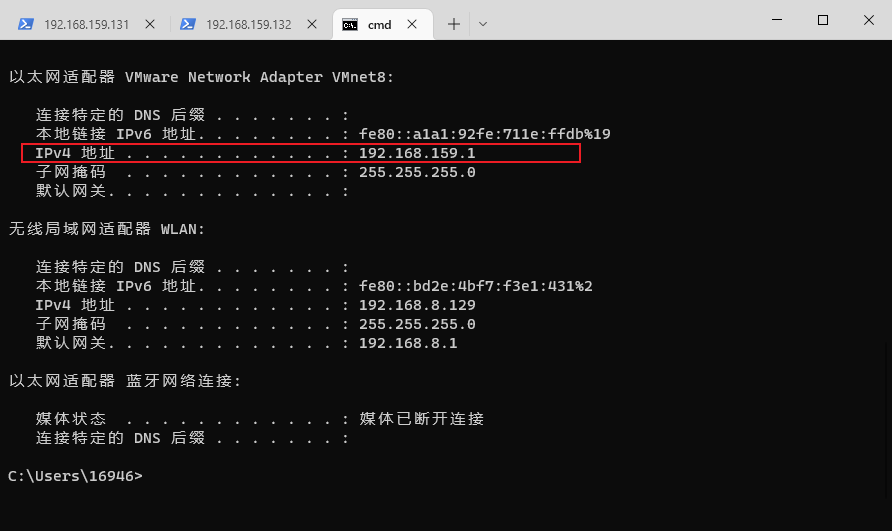 192.168.159.131
192.168.159.132
cmd
以太网适配器 VMware Network Adapter VMnet8:
连接特定的 DNS 后缀 . . . . . . . :
本地链接 IPv6 地址. . . . . . . . : fe80::a1a1:92fe:711e:ffdb%19
IPv4 地址 . . . . . . . . . . . . : 192.168.159.1
子网掩码  . . . . . . . . . . . . : 255.255.255.0
默认网关. . . . . . . . . . . . . :
无线局域网适配器 WLAN:
连接特定的 DNS 后缀 . . . . . . . :
本地链接 IPv6 地址. . . . . . . . : fe80::bd2e:4bf7:f3e1:431%2
IPv4 地址 . . . . . . . . . . . . : 192.168.8.129
子网掩码  . . . . . . . . . . . . : 255.255.255.0
默认网关. . . . . . . . . . . . . : 192.168.8.1
以太网适配器 蓝牙网络连接:
媒体状态  . . . . . . . . . . . . : 媒体已断开连接
连接特定的 DNS 后缀 . . . . . . . :
C:\Users\16946>